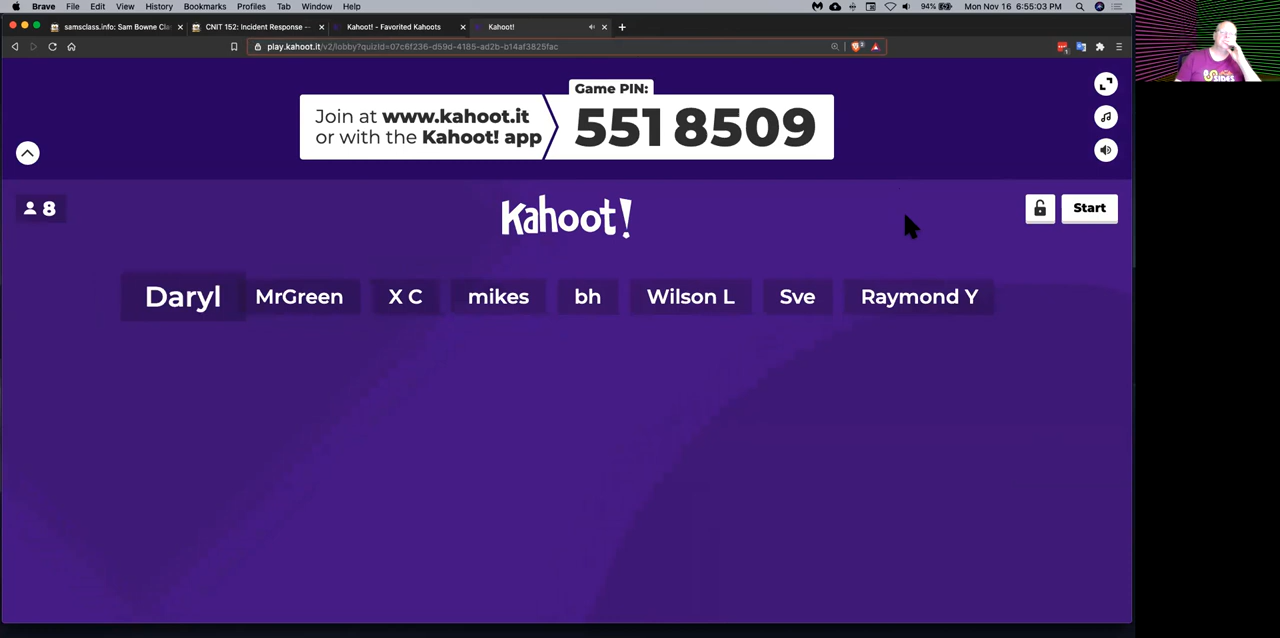 Brave File Edit View History Bookmarks Profiles Tab Window Help 94% Mon Nov 16 6:55:03 PM
samsclass.info: Sam Bowne Cla CNIT 152: Incident Response -- Kahoot! - Favorited Kahoots Kahoot!
play.kahoot.it/v2/lobby?quizId=07c6f236-d59d-4185-ad2b-b14af3825fac
Game PIN:
Join at www.kahoot.it
or with the Kahoot! app
551 8509
8
Kahoot!
Start
Daryl MrGreen X C mikes bh Wilson L Sve Raymond Y